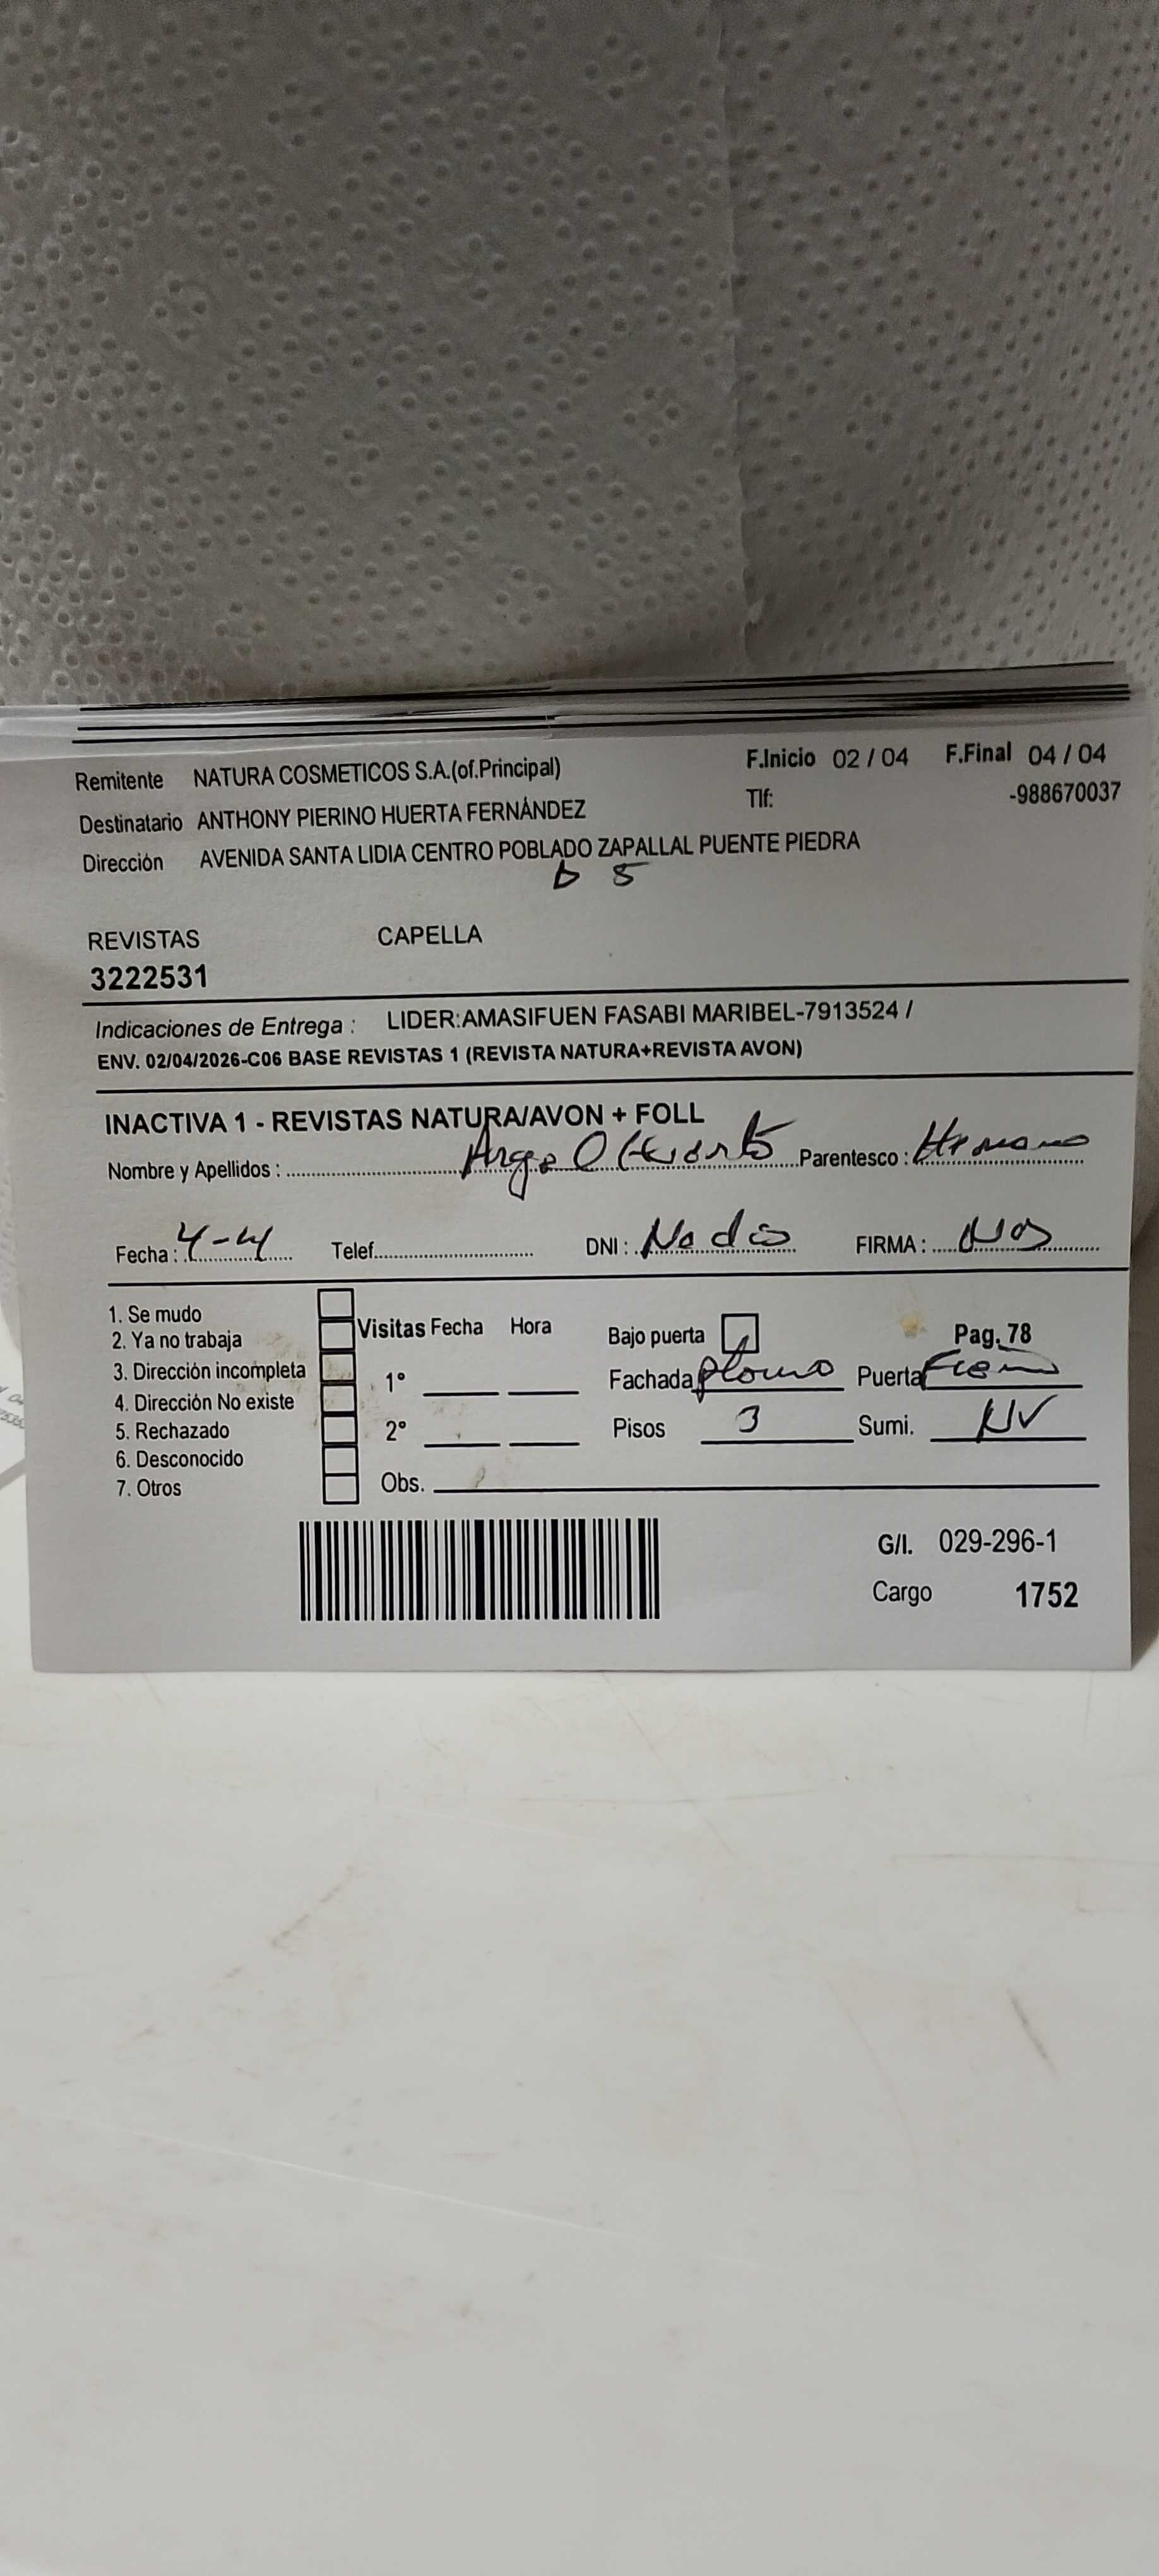 Remitente NATURA COSMETICOS S.A.(of.Principal) F.Inicio 02 / 04 F.Final 04 / 04
Destinatario ANTHONY PIERINO HUERTA FERNÁNDEZ Tlf: -988670037
Dirección AVENIDA SANTA LIDIA CENTRO POBLADO ZAPALLAL PUENTE PIEDRA
REVISTAS CAPELLA
3222531
Indicaciones de Entrega : LIDER:AMASIFUEN FASABI MARIBEL-7913524 /
ENV. 02/04/2026-C06 BASE REVISTAS 1 (REVISTA NATURA+REVISTA AVON)
INACTIVA 1 - REVISTAS NATURA/AVON + FOLL
Nombre y Apellidos : Parentesco : Hermano
Fecha : 4-4 Telef. DNI : FIRMA :
1. Se mudo
2. Ya no trabaja
3. Dirección incompleta
4. Dirección No existe
5. Rechazado
6. Desconocido
7. Otros
Visitas Fecha Hora
1°
2°
Obs.
Bajo puerta Pag. 78
Fachada plomo Puerta Fierro
Pisos 3 Sumi. NV
G/I. 029-296-1
Cargo 1752